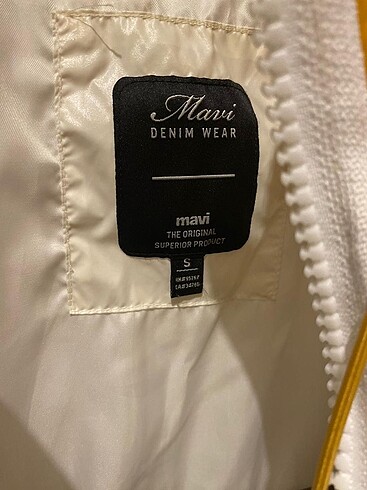 Mavi
DENIM WEAR
mavi
THE ORIGINAL
SUPERIOR PRODUCT
S